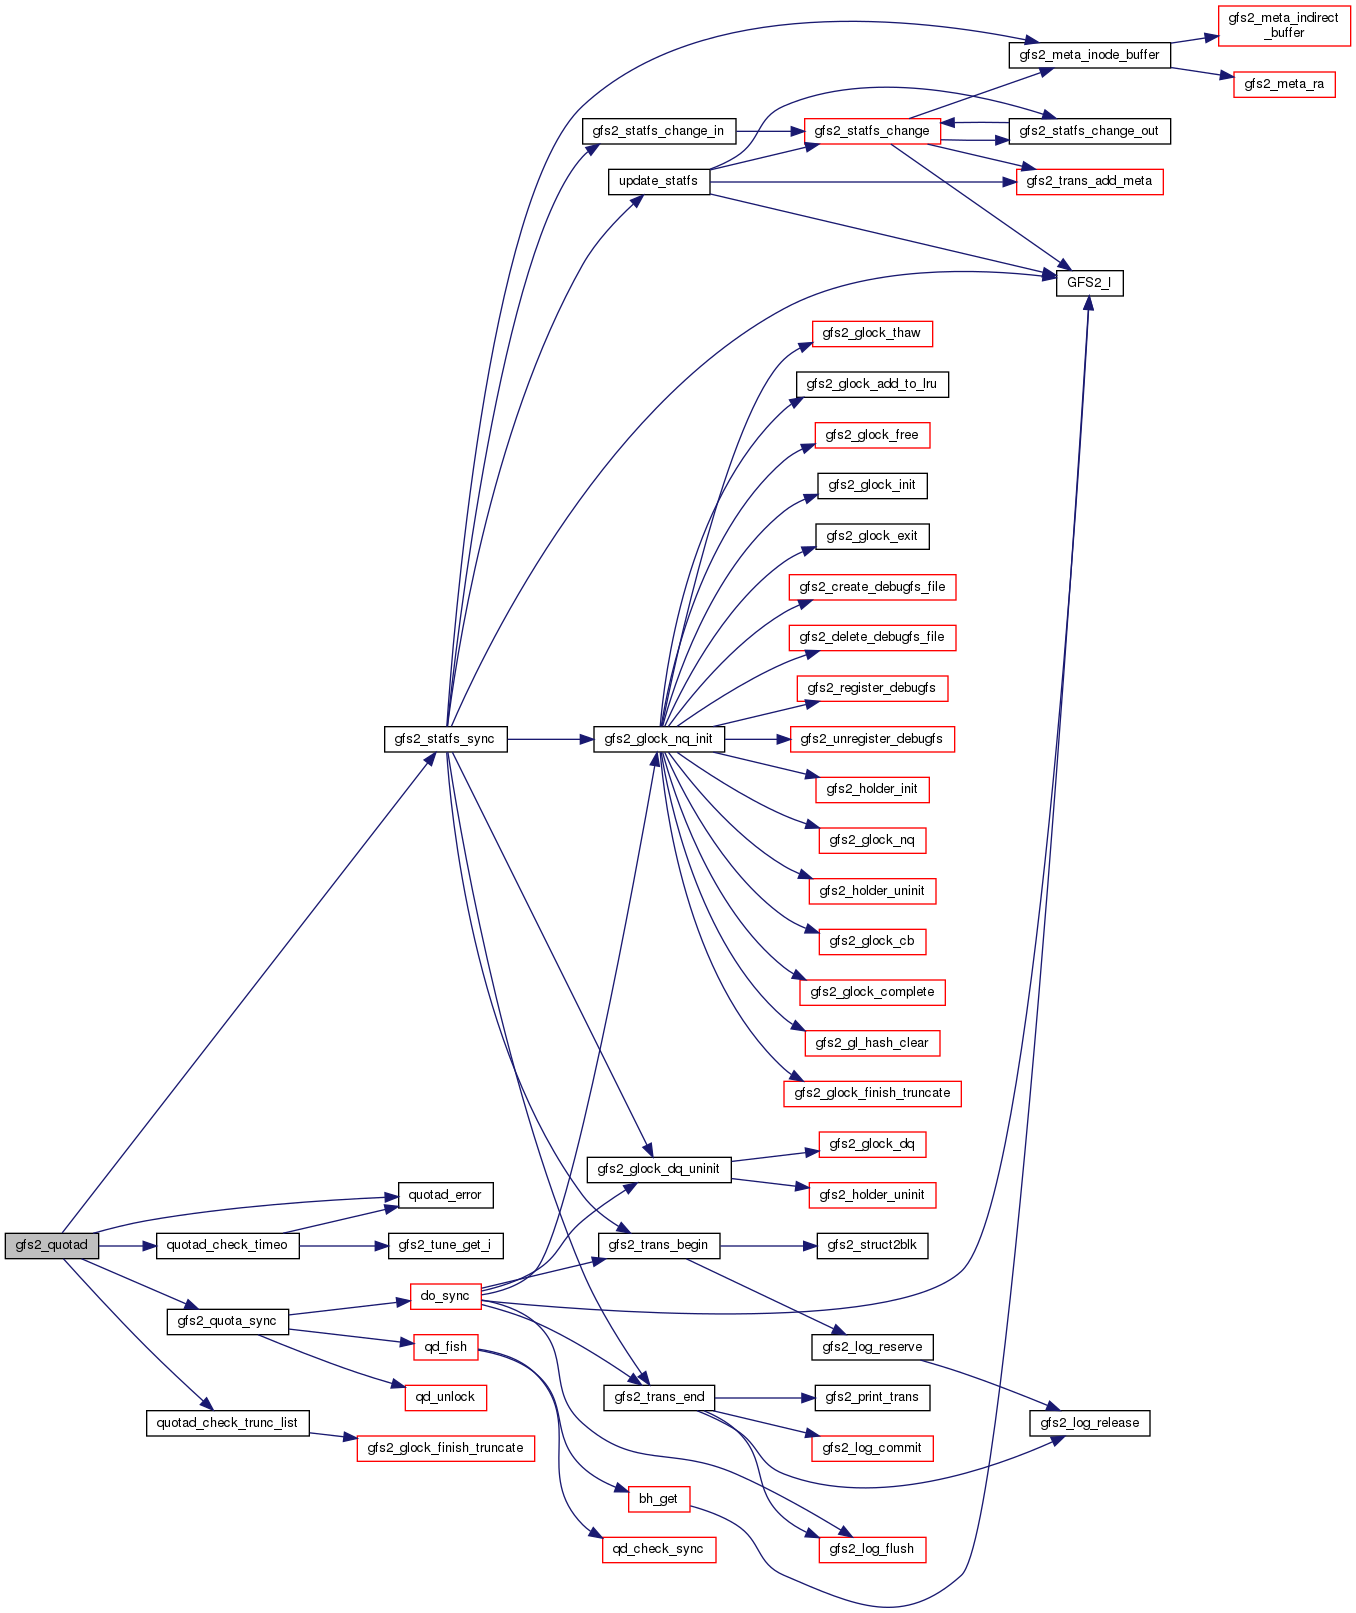 gfs2_meta_indirect
_buffer
gfs2_meta_inode_buffer
gfs2_meta_ra
gfs2_statfs_change_in
gfs2_statfs_change
gfs2_statfs_change_out
update_statfs
gfs2_trans_add_meta
GFS2_I
gfs2_glock_thaw
gfs2_glock_add_to_lru
gfs2_glock_free
gfs2_glock_init
gfs2_glock_exit
gfs2_create_debugfs_file
gfs2_delete_debugfs_file
gfs2_register_debugfs
gfs2_statfs_sync
gfs2_glock_nq_init
gfs2_unregister_debugfs
gfs2_holder_init
gfs2_glock_nq
gfs2_holder_uninit
gfs2_glock_cb
gfs2_glock_complete
gfs2_gl_hash_clear
gfs2_glock_finish_truncate
gfs2_glock_dq
gfs2_glock_dq_uninit
quotad_error
gfs2_holder_uninit
gfs2_quotad
quotad_check_timeo
gfs2_tune_get_i
gfs2_trans_begin
gfs2_struct2blk
do_sync
gfs2_quota_sync
qd_fish
gfs2_log_reserve
qd_unlock
gfs2_trans_end
gfs2_print_trans
quotad_check_trunc_list
gfs2_log_release
gfs2_glock_finish_truncate
gfs2_log_commit
bh_get
qd_check_sync
gfs2_log_flush